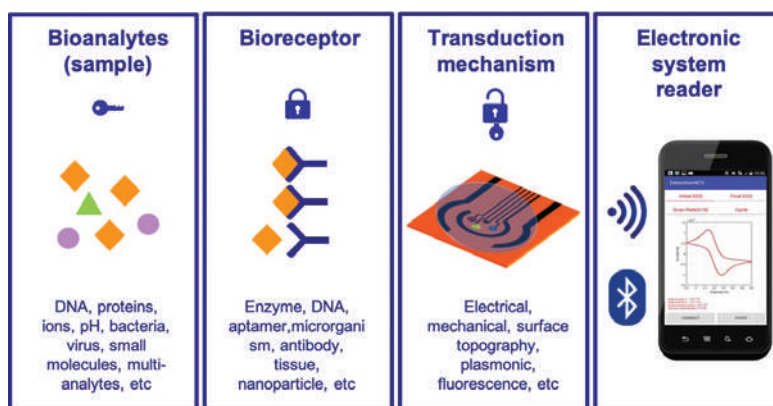 Bioanalytes
(sample)
DNA, proteins,
ions, pH, bacteria,
virus, small
molecules, multi-
analytes, etc
Bioreceptor
Enzyme, DNA,
aptamer,microrgani
sm, antibody,
tissue,
nanoparticle, etc
Transduction
mechanism
Electrical,
mechanical, surface
topography,
plasmonic,
fluorescence, etc
Electronic
system
reader